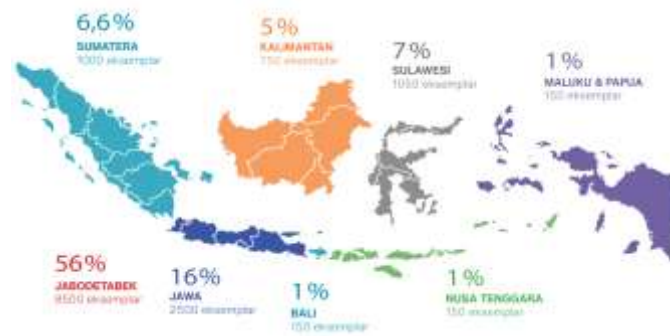 6,6%
SUMATERA
1000 eksemplar
5%
KALIMANTAN
750 eksemplar
7%
SULAWESI
1050 eksemplar
1%
MALUKU & PAPUA
150 eksemplar
56%
JABODETABEK
8500 eksemplar
16%
JAWA
2500 eksemplar
1%
BALI
150 eksemplar
1%
NUSA TENGGARA
150 eksemplar